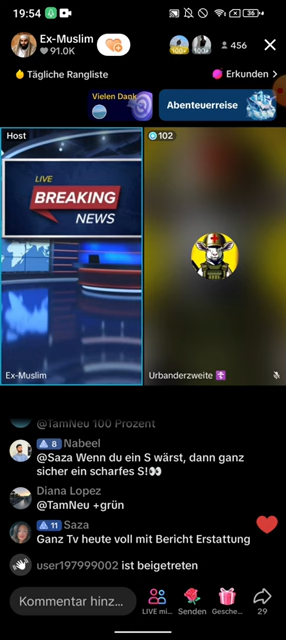 19:54
36
Ex-Muslim
91.0K
100+
100+
456
Tägliche Rangliste
Erkunden >
Vielen Dank
Abenteuerreise
Host
102
LIVE
BREAKING
NEWS
Ex-Muslim
Urbanderzweite
@TamNeu 100 Prozent
8 Nabeel
@Saza Wenn du ein S wärst, dann ganz
sicher ein scharfes S!👀
Diana Lopez
@TamNeu +grün
11 Saza
Ganz Tv heute voll mit Bericht Erstattung
user197999002 ist beigetreten
Kommentar hinz...
LIVE mi...
Senden
Gesche...
29